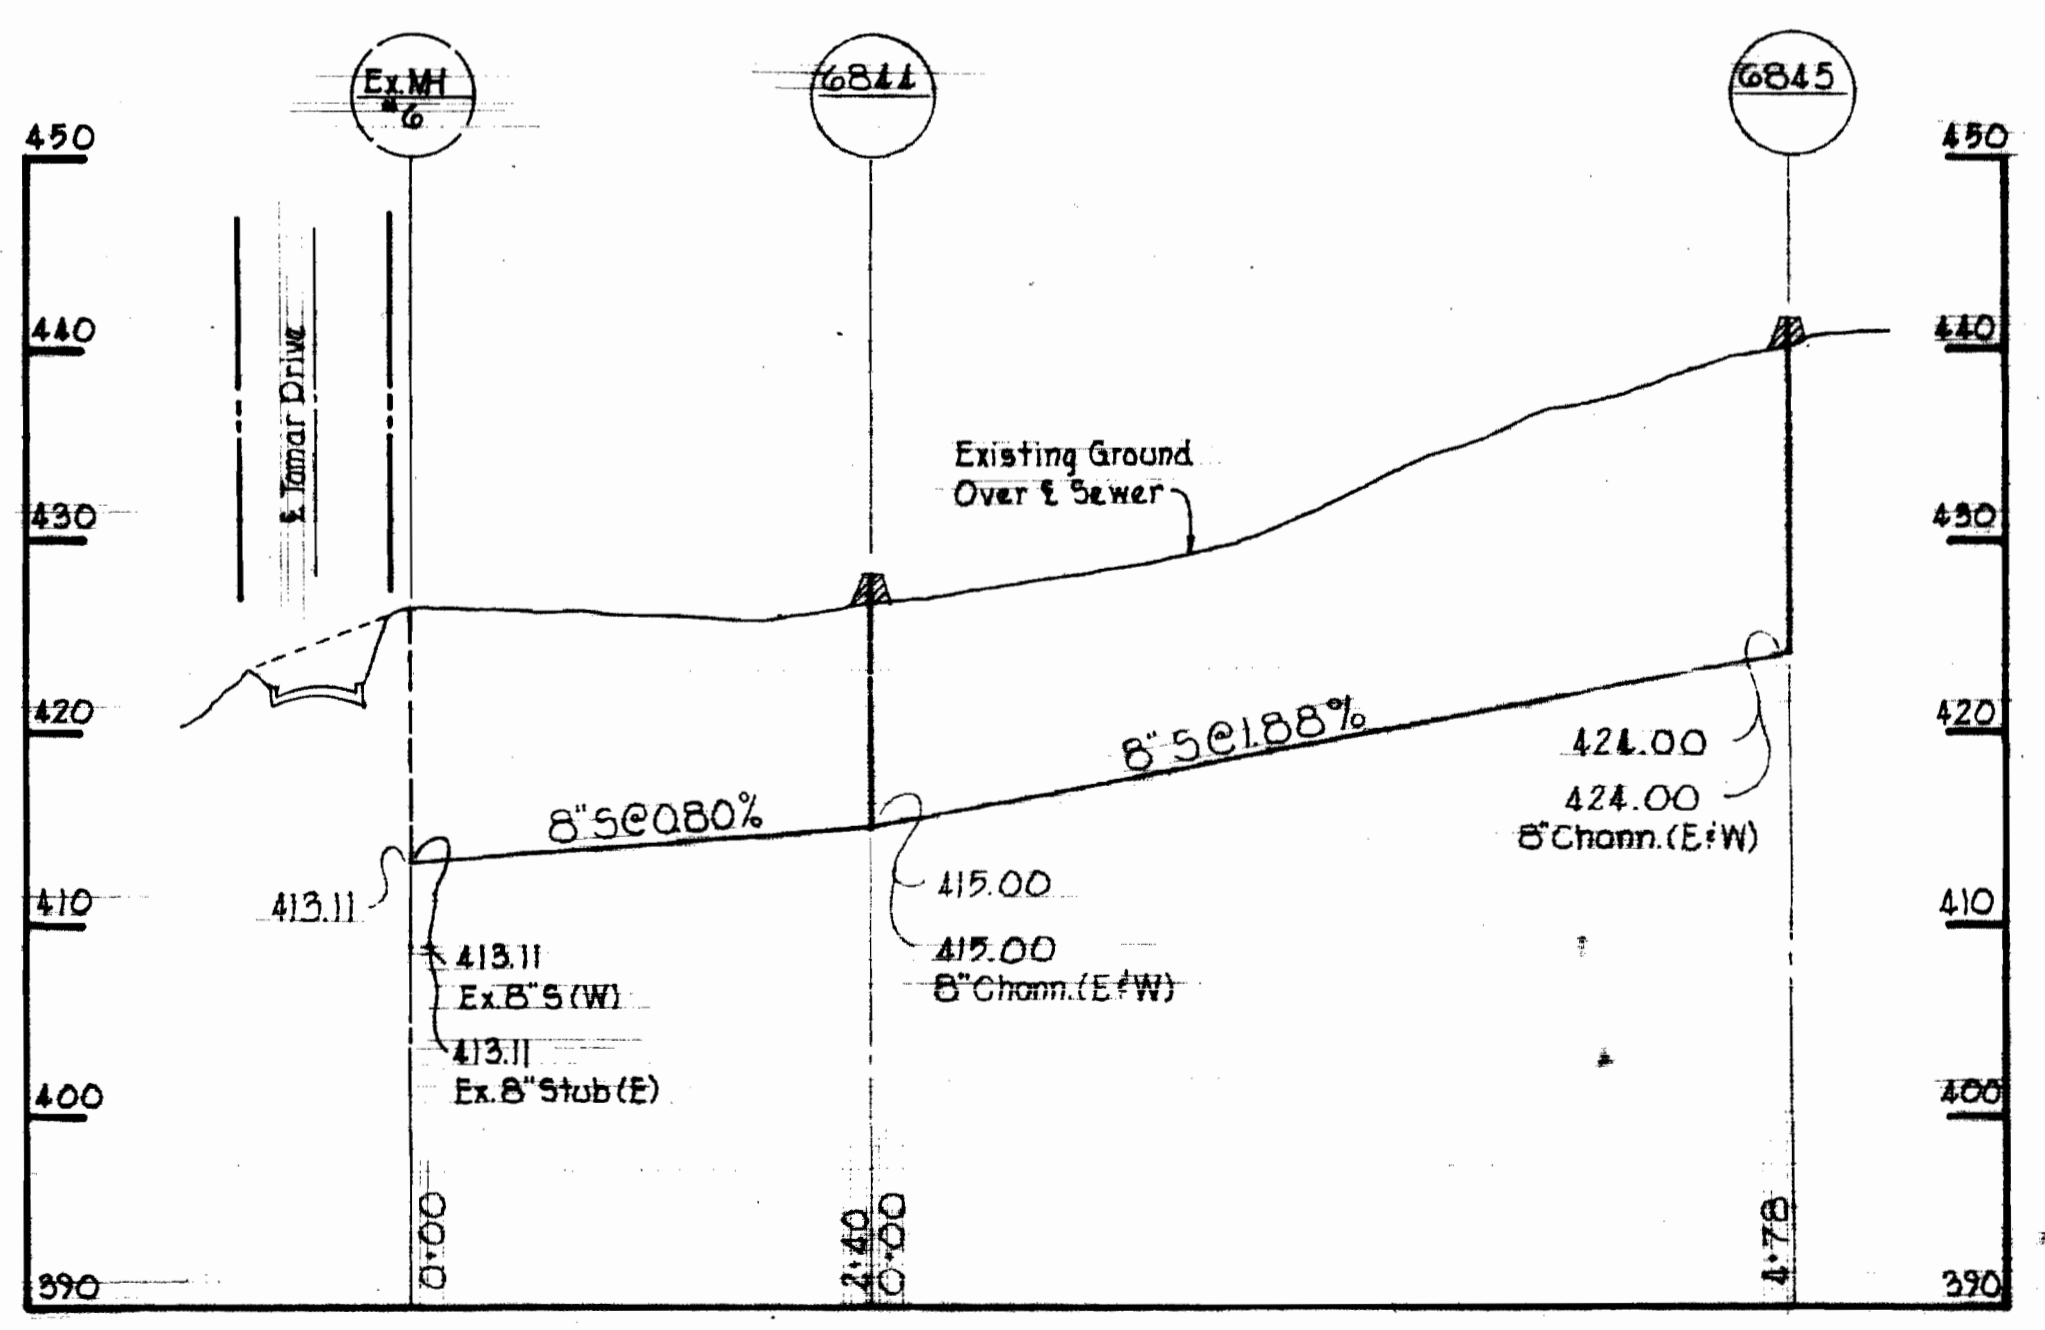 Ex. MH
#6
6844
6845
450
450
440
440
℄ Tamar Drive
Existing Ground
Over ℄ Sewer
430
430
420
420
8" S @ 1.88%
424.00
424.00
8" Chann. (E & W)
8" S @ 0.80%
413.11
415.00
410
410
413.11
Ex. 8" S (W)
415.00
8" Chann. (E & W)
413.11
Ex. 8" Stub (E)
400
400
0+00
2+40
0+00
4+78
390
390